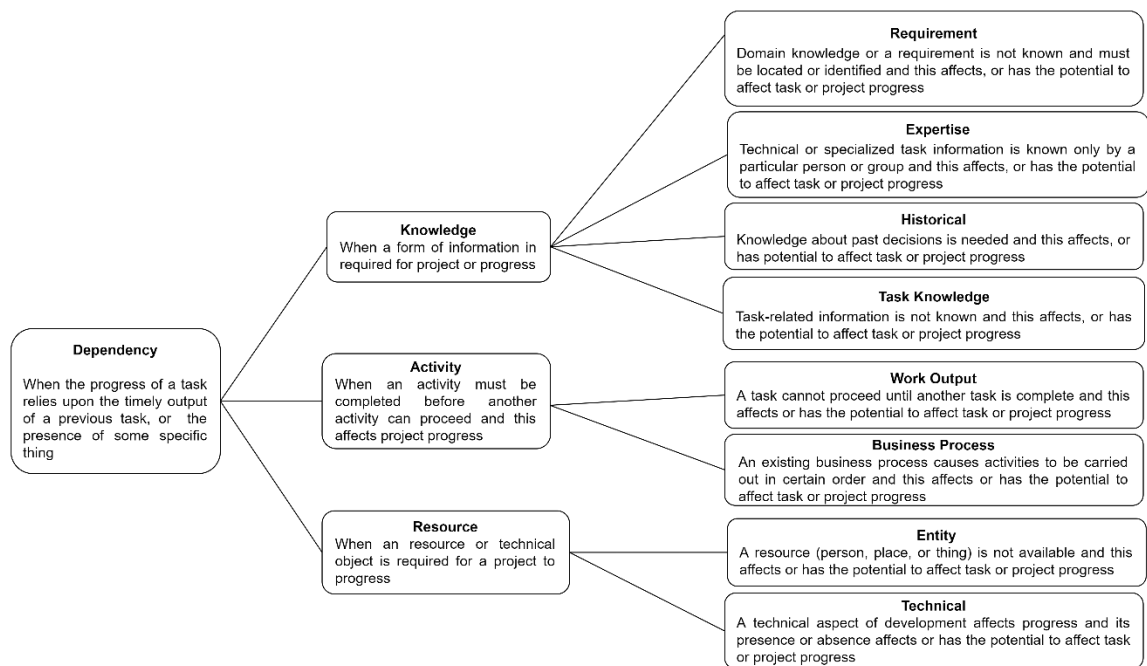 Requirement
Domain knowledge or a requirement is not known and must
be located or identified and this affects, or has the potential to
affect task or project progress
Expertise
Technical or specialized task information is known only by a
particular person or group and this affects, or has the potential
to affect task or project progress
Knowledge
When a form of information in
required for project or progress
Historical
Knowledge about past decisions is needed and this affects, or
has potential to affect task or project progress
Task Knowledge
Task-related information is not known and this affects, or has
the potential to affect task or project progress
Dependency
When the progress of a task
relies upon the timely output
of a previous task, or the
presence of some specific
thing
Activity
When an activity must be
completed before another
activity can proceed and this
affects project progress
Work Output
A task cannot proceed until another task is complete and this
affects or has the potential to affect task or project progress
Business Process
An existing business process causes activities to be carried
out in certain order and this affects or has the potential to
affect task or project progress
Resource
When an resource or technical
object is required for a project to
progress
Entity
A resource (person, place, or thing) is not available and this
affects or has the potential to affect task or project progress
Technical
A technical aspect of development affects progress and its
presence or absence affects or has the potential to affect task
or project progress